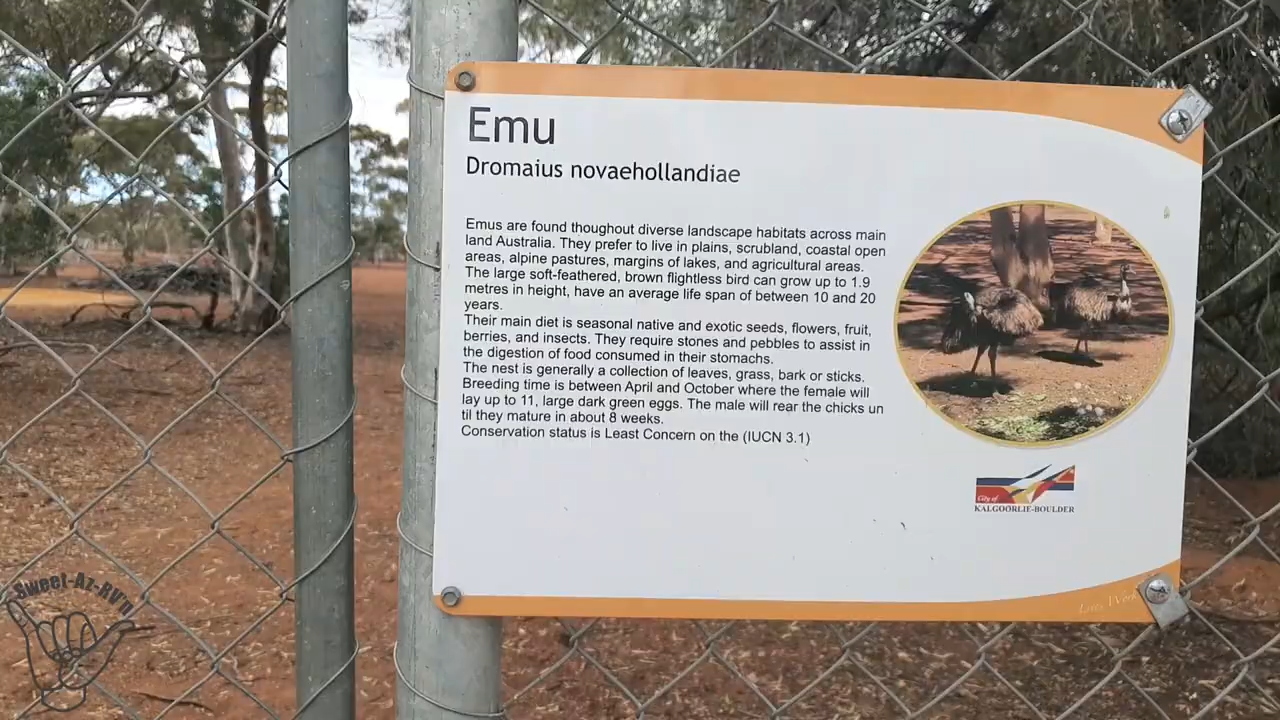 Emu
Dromaius novaehollandiae
Emus are found thoughout diverse landscape habitats across main
land Australia. They prefer to live in plains, scrubland, coastal open
areas, alpine pastures, margins of lakes, and agricultural areas.
The large soft-feathered, brown flightless bird can grow up to 1.9
metres in height, have an average life span of between 10 and 20
years.
Their main diet is seasonal native and exotic seeds, flowers, fruit,
berries, and insects. They require stones and pebbles to assist in
the digestion of food consumed in their stomachs.
The nest is generally a collection of leaves, grass, bark or sticks.
Breeding time is between April and October where the female will
lay up to 11, large dark green eggs. The male will rear the chicks un
til they mature in about 8 weeks.
Conservation status is Least Concern on the (IUCN 3.1)
City of
KALGOORLIE-BOULDER
Sweet-Az-RV'n